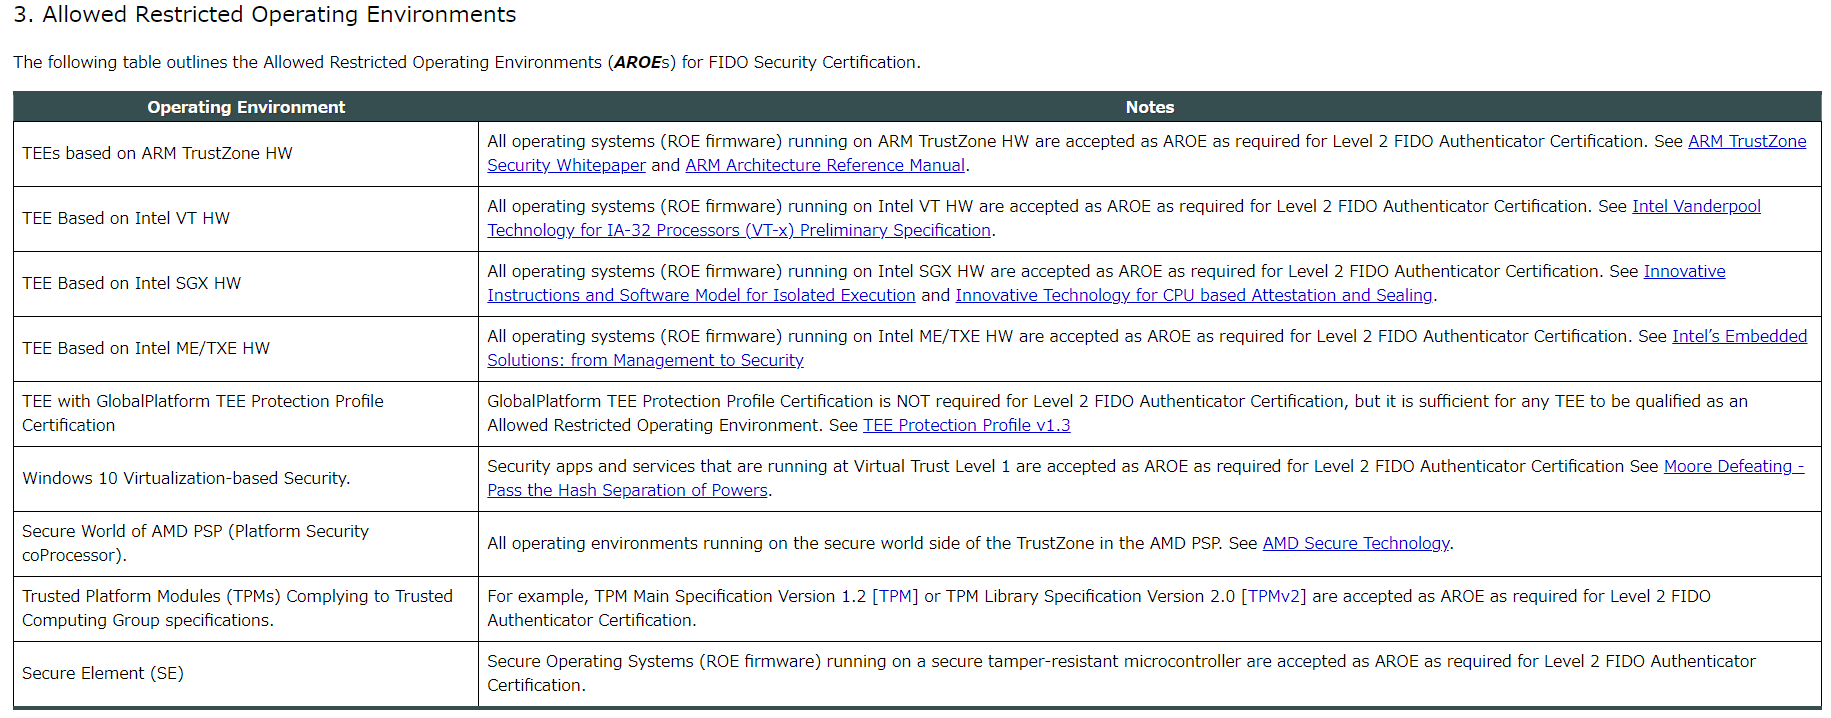 3. Allowed Restricted Operating Environments
The following table outlines the Allowed Restricted Operating Environments (AROEs) for FIDO Security Certification.
Operating Environment
Notes
TEEs based on ARM TrustZone HW
All operating systems (ROE firmware) running on ARM TrustZone HW are accepted as AROE as required for Level 2 FIDO Authenticator Certification. See ARM TrustZone
Security Whitepaper and ARM Architecture Reference Manual.
TEE Based on Intel VT HW
All operating systems (ROE firmware) running on Intel VT HW are accepted as AROE as required for Level 2 FIDO Authenticator Certification. See Intel Vanderpool
Technology for IA-32 Processors (VT-x) Preliminary Specification.
TEE Based on Intel SGX HW
All operating systems (ROE firmware) running on Intel SGX HW are accepted as AROE as required for Level 2 FIDO Authenticator Certification. See Innovative
Instructions and Software Model for Isolated Execution and Innovative Technology for CPU based Attestation and Sealing.
TEE Based on Intel ME/TXE HW
All operating systems (ROE firmware) running on Intel ME/TXE HW are accepted as AROE as required for Level 2 FIDO Authenticator Certification. See Intel’s Embedded
Solutions: from Management to Security
TEE with GlobalPlatform TEE Protection Profile
Certification
GlobalPlatform TEE Protection Profile Certification is NOT required for Level 2 FIDO Authenticator Certification, but it is sufficient for any TEE to be qualified as an
Allowed Restricted Operating Environment. See TEE Protection Profile v1.3
Windows 10 Virtualization-based Security.
Security apps and services that are running at Virtual Trust Level 1 are accepted as AROE as required for Level 2 FIDO Authenticator Certification See Moore Defeating -
Pass the Hash Separation of Powers.
Secure World of AMD PSP (Platform Security
coProcessor).
All operating environments running on the secure world side of the TrustZone in the AMD PSP. See AMD Secure Technology.
Trusted Platform Modules (TPMs) Complying to Trusted
Computing Group specifications.
For example, TPM Main Specification Version 1.2 [TPM] or TPM Library Specification Version 2.0 [TPMv2] are accepted as AROE as required for Level 2 FIDO
Authenticator Certification.
Secure Element (SE)
Secure Operating Systems (ROE firmware) running on a secure tamper-resistant microcontroller are accepted as AROE as required for Level 2 FIDO Authenticator
Certification.